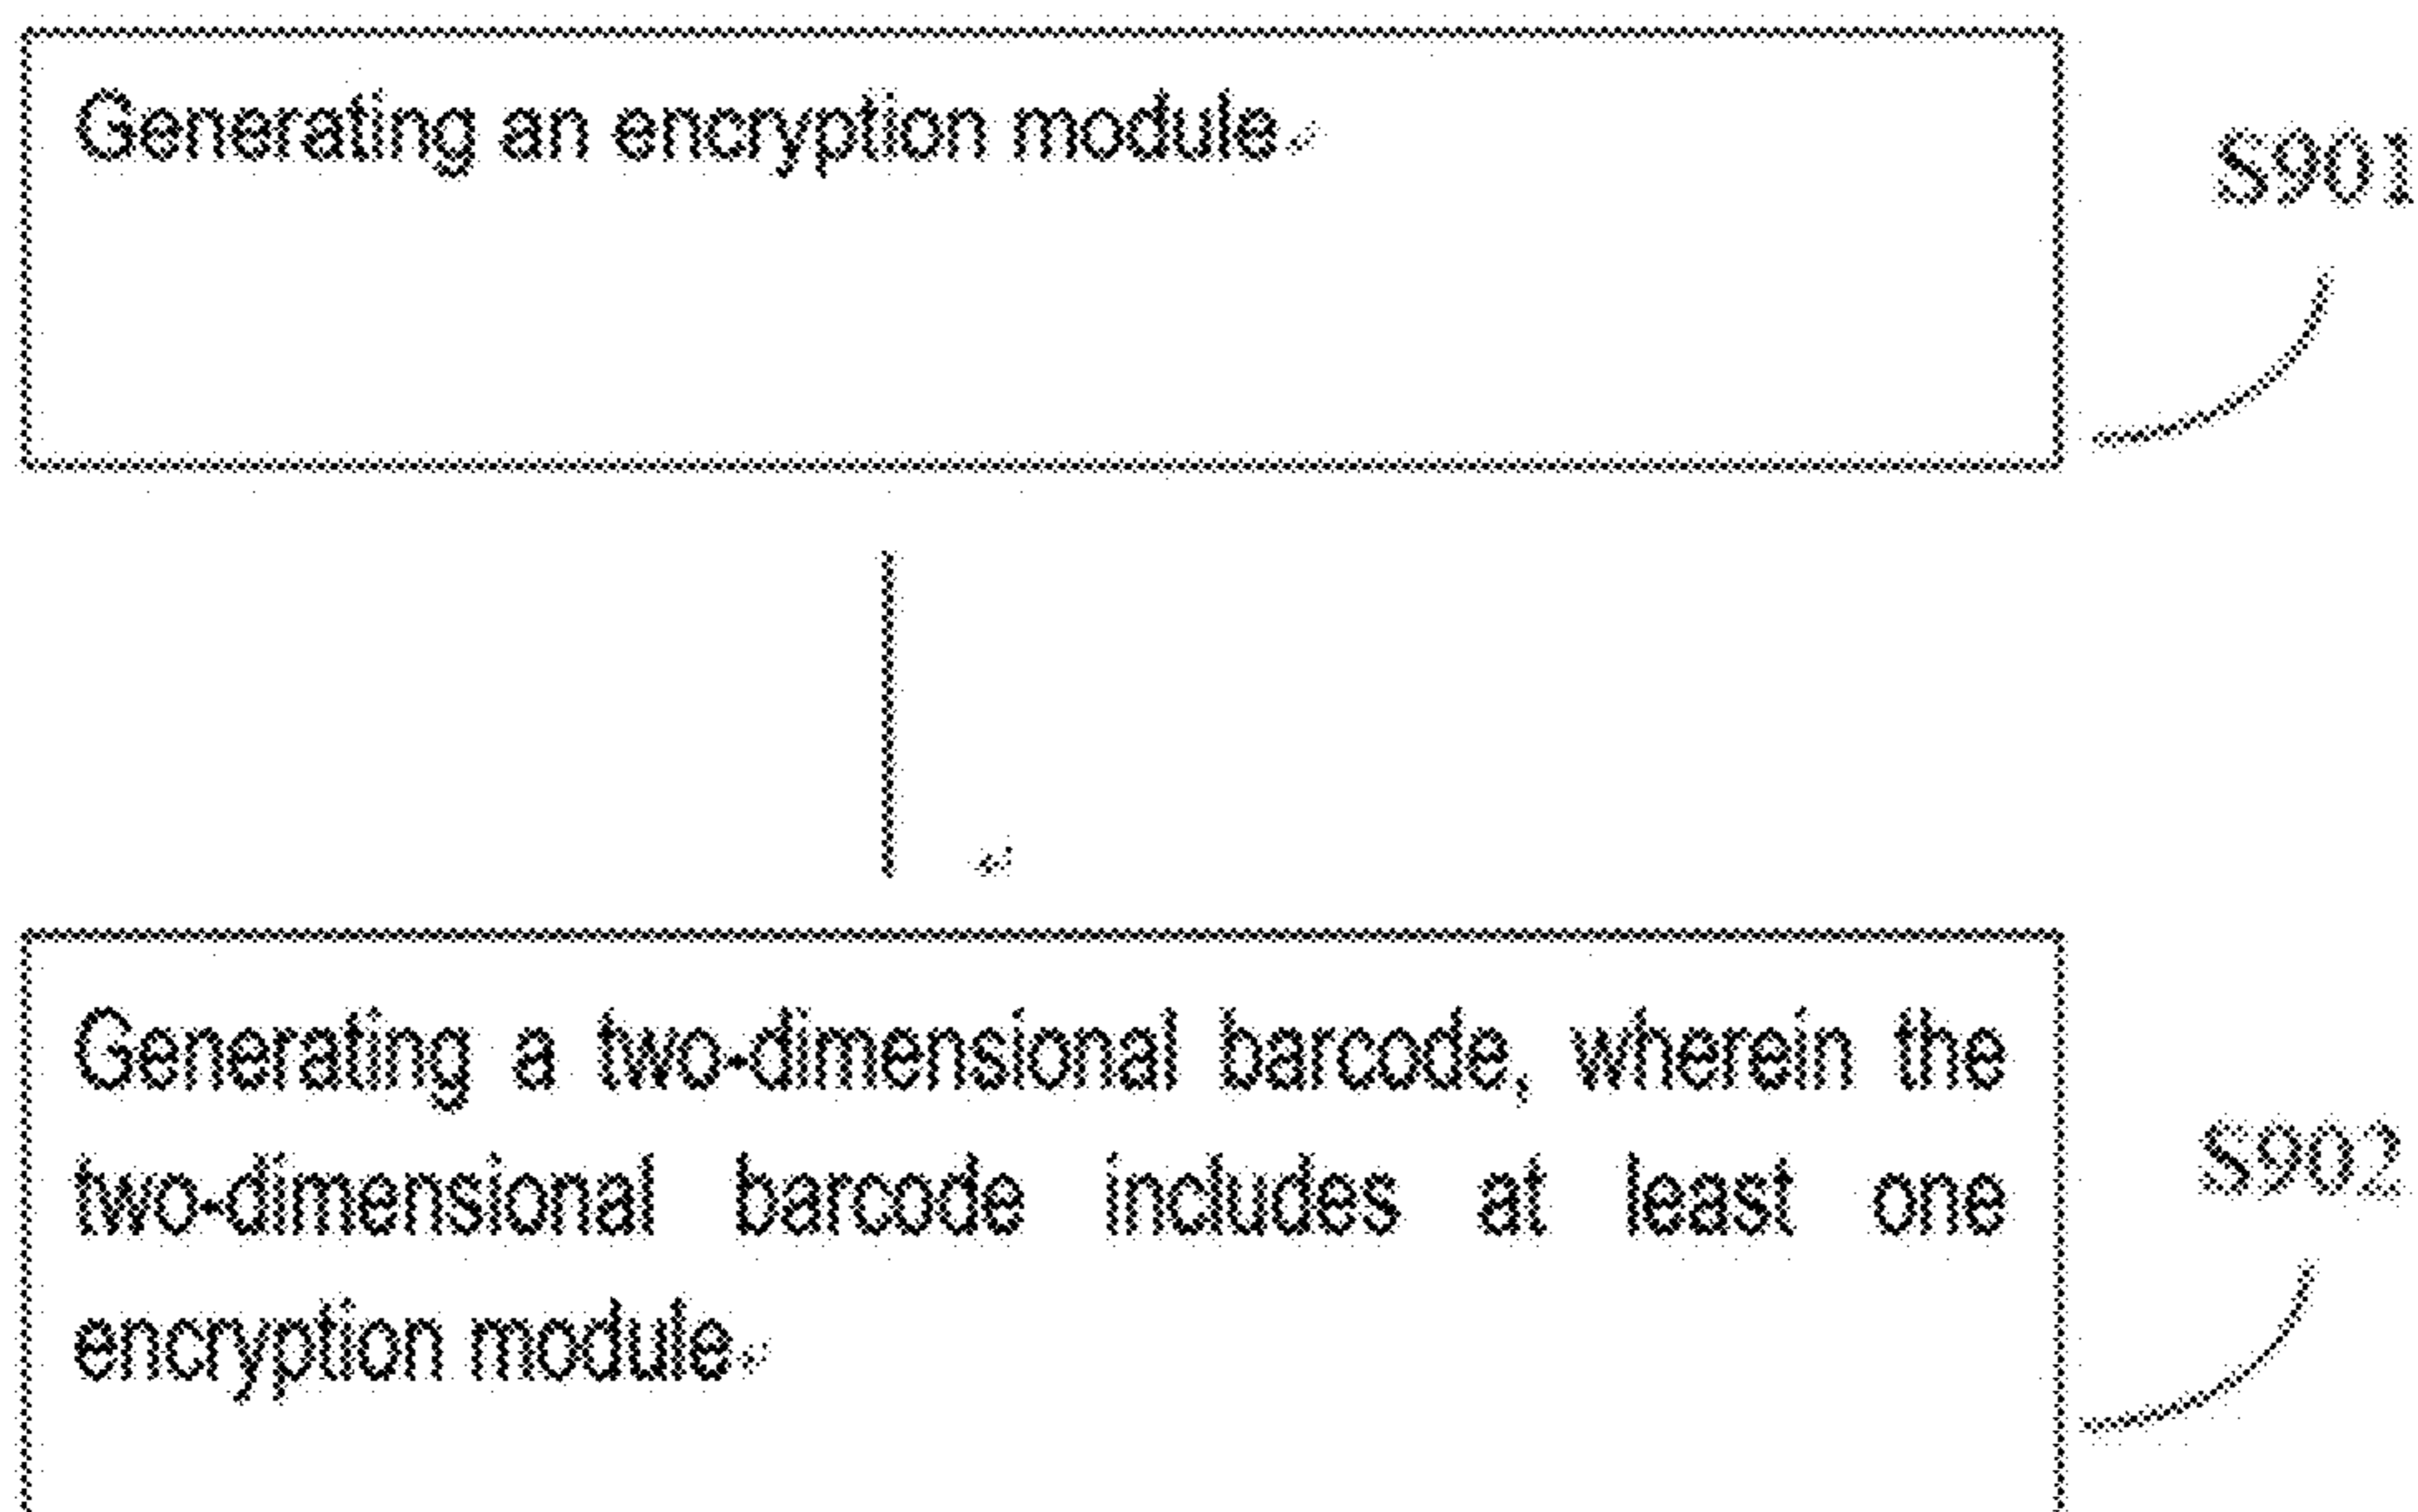 Generating an encryption module
S901
Generating a two-dimensional barcode, wherein the
two-dimensional barcode includes at least one
encryption module
S902